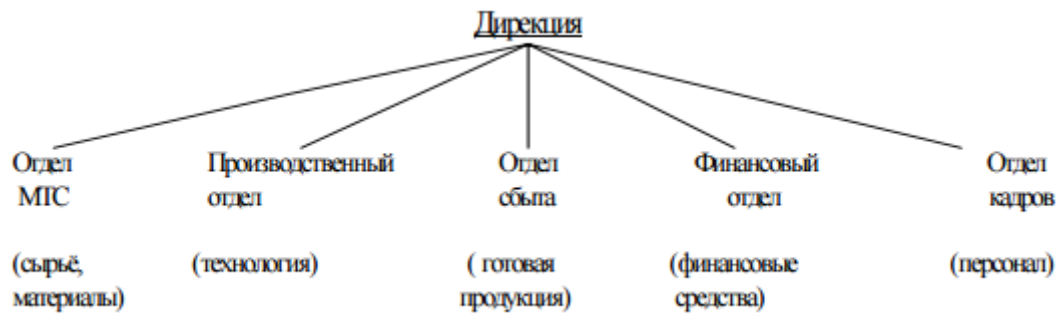 Дирекция
Отдел Производственный Отдел Финансовый Отдел
МТС отдел сбыта отдел кадров
(сырьё, (технология) ( готовая (финансовые (персонал)
материалы) продукция) средства)